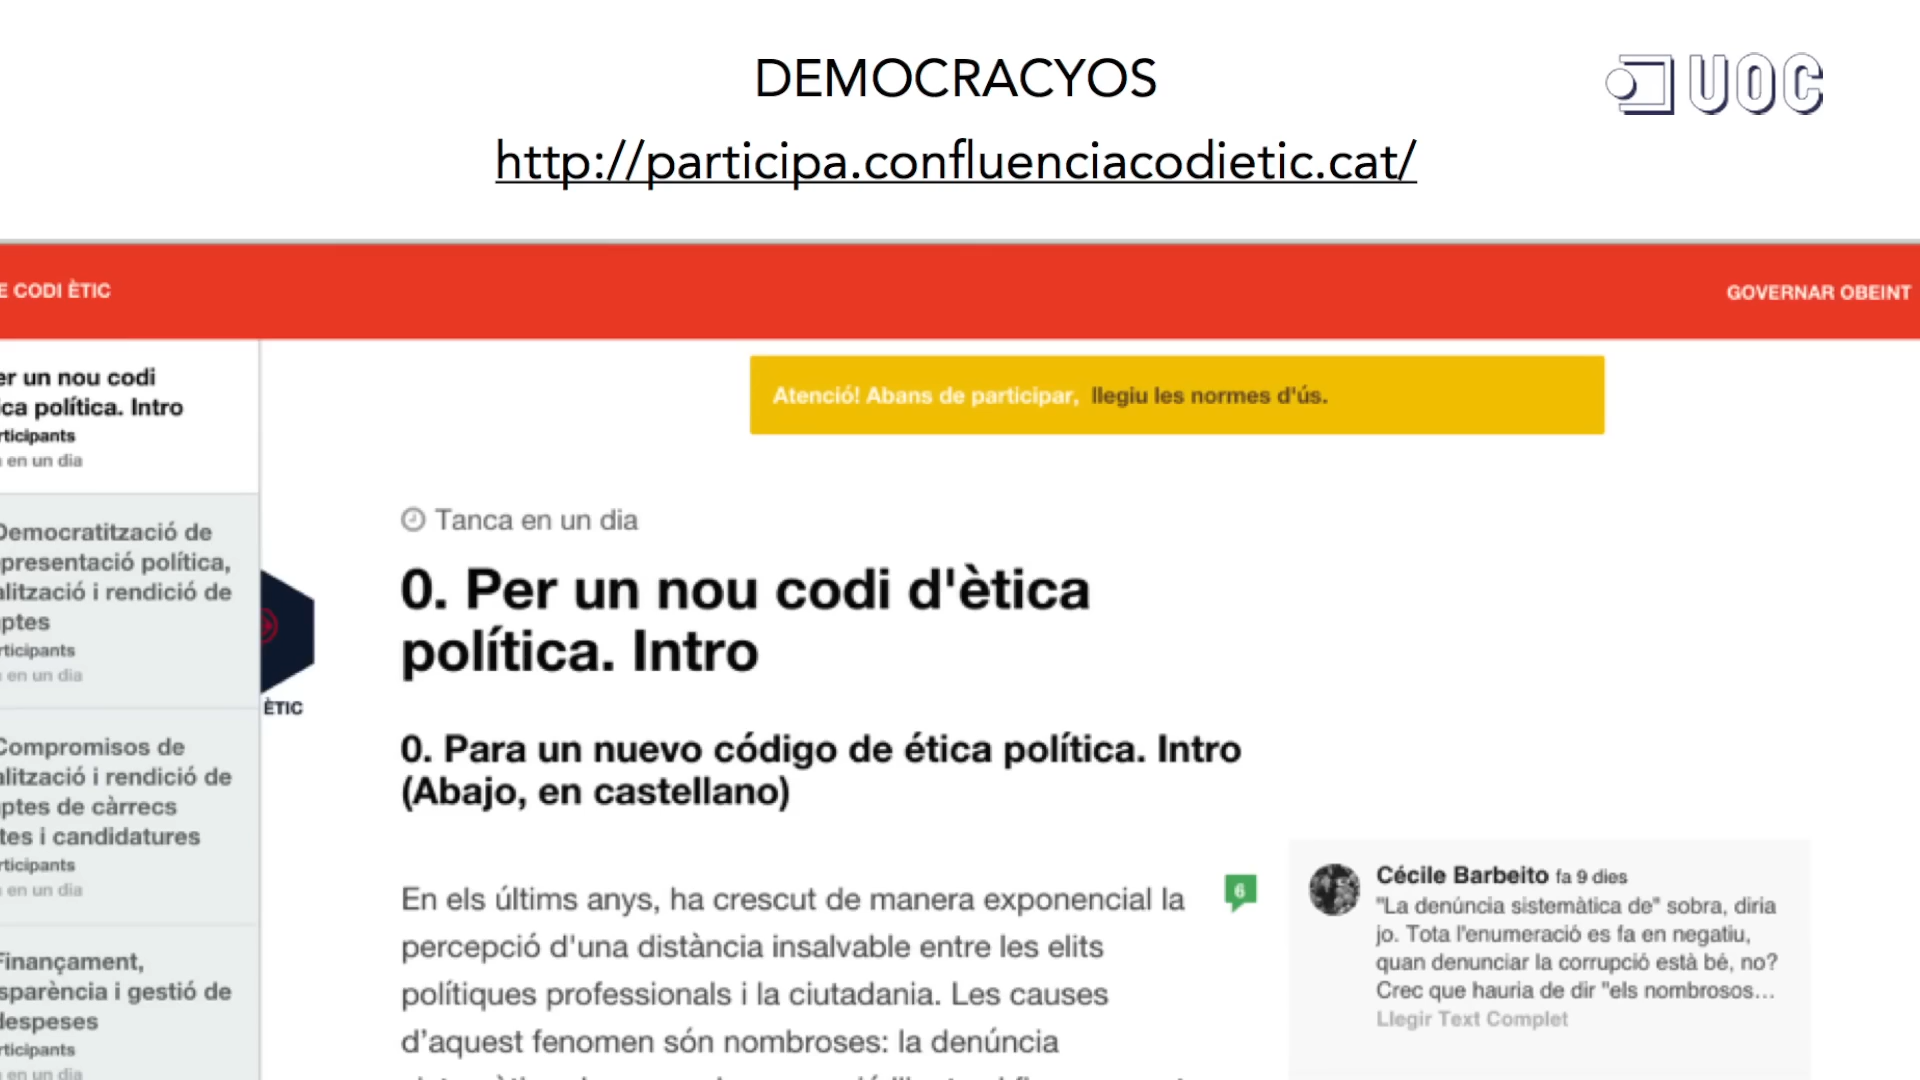 DEMOCRACYOS
UOC
http://participa.confluenciacodietic.cat/
E CODI ÈTIC
GOVERNAR OBEINT
er un nou codi
ca política. Intro
rticipants
en un dia
Democratització de
presentació política,
alització i rendició de
ptes
rticipants
en un dia
Compromisos de
alització i rendició de
ptes de càrrecs
tes i candidatures
rticipants
en un dia
Finançament,
sparència i gestió de
despeses
rticipants
en un dia
ÈTIC
Atenció! Abans de participar, llegiu les normes d'ús.
Tanca en un dia
0. Per un nou codi d'ètica
política. Intro
0. Para un nuevo código de ética política. Intro
(Abajo, en castellano)
En els últims anys, ha crescut de manera exponencial la
percepció d'una distància insalvable entre les elits
polítiques professionals i la ciutadania. Les causes
d’aquest fenomen són nombroses: la denúncia
6
Cécile Barbeito fa 9 dies
"La denúncia sistemàtica de" sobra, diria
jo. Tota l'enumeració es fa en negatiu,
quan denunciar la corrupció està bé, no?
Crec que hauria de dir "els nombrosos...
Llegir Text Complet